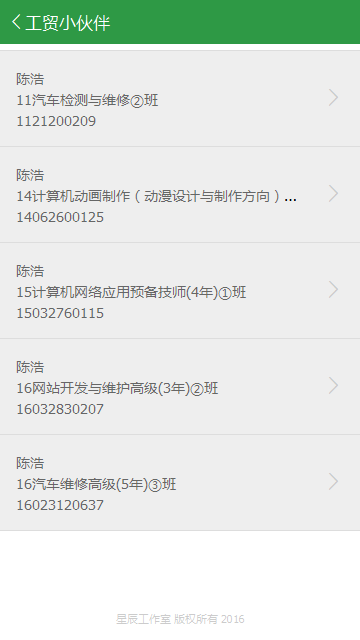 工贸小伙伴
陈浩
11汽车检测与维修②班
1121200209
陈浩
14计算机动画制作（动漫设计与制作方向）...
14062600125
陈浩
15计算机网络应用预备技师(4年)①班
15032760115
陈浩
16网站开发与维护高级(3年)②班
16032830207
陈浩
16汽车维修高级(5年)③班
16023120637
星辰工作室 版权所有 2016